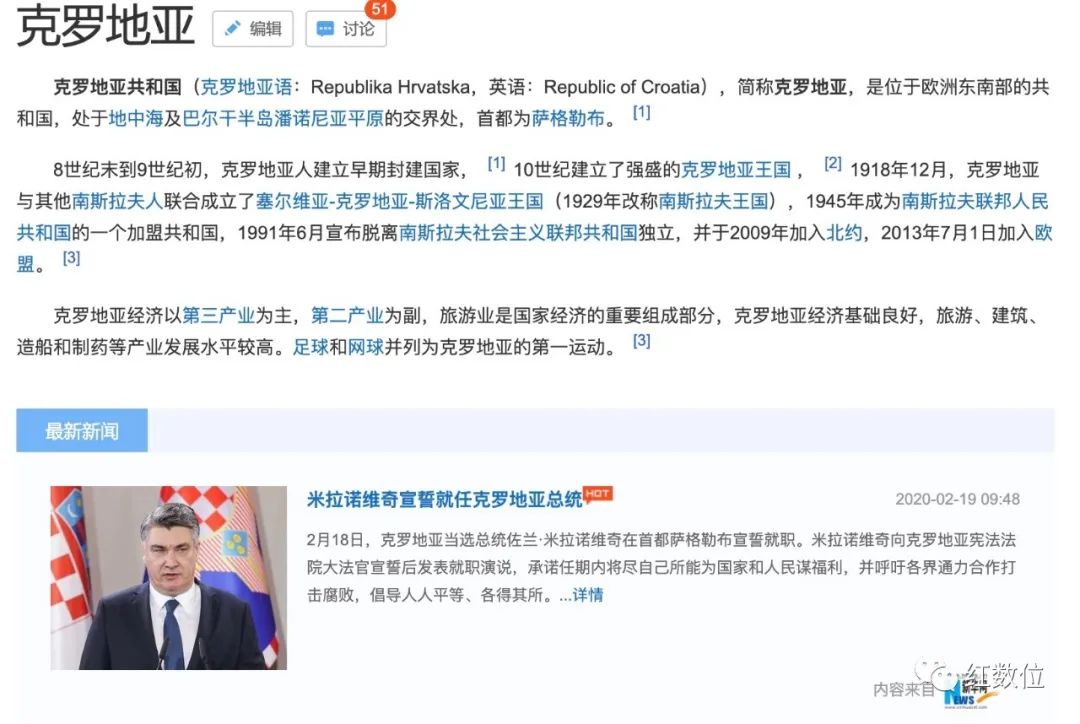 克罗地亚 编辑 讨论 51
克罗地亚共和国（克罗地亚语：Republika Hrvatska，英语：Republic of Croatia），简称克罗地亚，是位于欧洲东南部的共
和国，处于地中海及巴尔干半岛潘诺尼亚平原的交界处，首都为萨格勒布。 [1]
8世纪末到9世纪初，克罗地亚人建立早期封建国家， [1] 10世纪建立了强盛的克罗地亚王国 ， [2] 1918年12月，克罗地亚
与其他南斯拉夫人联合成立了塞尔维亚-克罗地亚-斯洛文尼亚王国（1929年改称南斯拉夫王国），1945年成为南斯拉夫联邦人民
共和国的一个加盟共和国，1991年6月宣布脱离南斯拉夫社会主义联邦共和国独立，并于2009年加入北约，2013年7月1日加入欧
盟。 [3]
克罗地亚经济以第三产业为主，第二产业为副，旅游业是国家经济的重要组成部分，克罗地亚经济基础良好，旅游、建筑、
造船和制药等产业发展水平较高。足球和网球并列为克罗地亚的第一运动。 [3]
最新新闻
米拉诺维奇宣誓就任克罗地亚总统 HOT 2020-02-19 09:48
2月18日，克罗地亚当选总统佐兰·米拉诺维奇在首都萨格勒布宣誓就职。米拉诺维奇向克罗地亚宪法法
院大法官宣誓后发表就职演说，承诺任期内将尽自己所能为国家和人民谋福利，并呼吁各界通力合作打
击腐败，倡导人人平等、各得其所。...详情
内容来自 NEWS 红数位